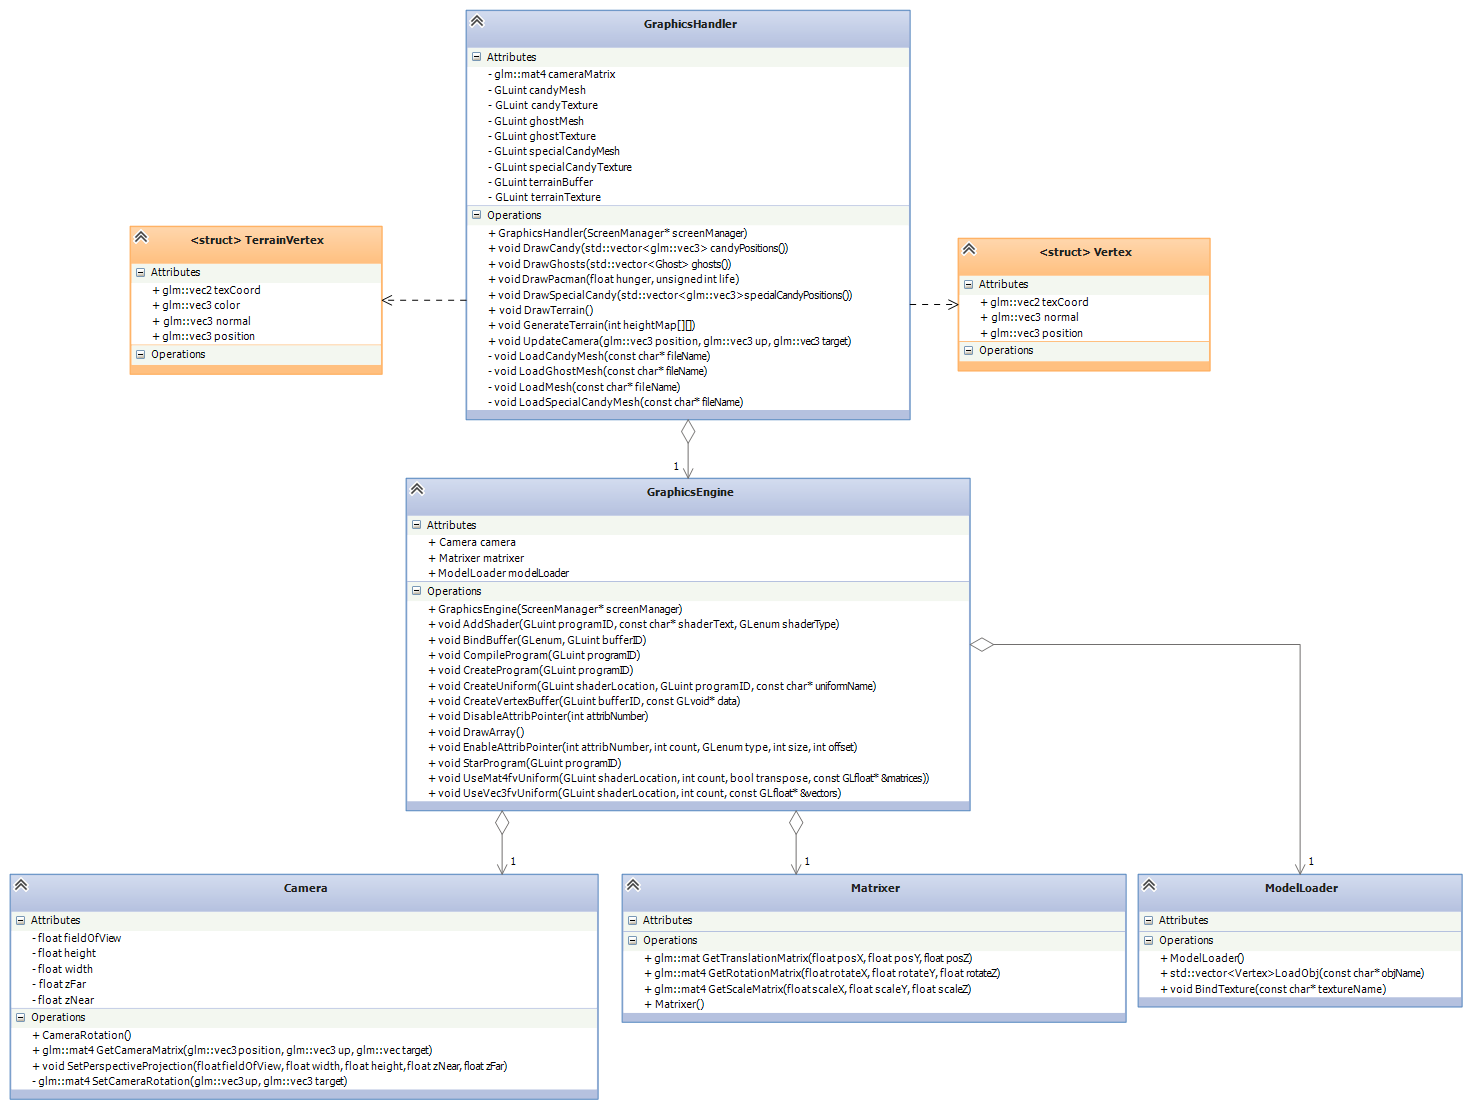 GraphicsHandler
Attributes
- glm::mat4 cameraMatrix
- GLuint candyMesh
- GLuint candyTexture
- GLuint ghostMesh
- GLuint ghostTexture
- GLuint specialCandyMesh
- GLuint specialCandyTexture
- GLuint terrainBuffer
- GLuint terrainTexture
Operations
+ GraphicsHandler(ScreenManager* screenManager)
+ void DrawCandy(std::vector<glm::vec3> candyPositions())
+ void DrawGhosts(std::vector<Ghost> ghosts())
+ void DrawPacman(float hunger, unsigned int life)
+ void DrawSpecialCandy(std::vector<glm::vec3>specialCandyPositions())
+ void DrawTerrain()
+ void GenerateTerrain(int heightMap[][])
+ void UpdateCamera(glm::vec3 position, glm::vec3 up, glm::vec3 target)
- void LoadCandyMesh(const char* fileName)
- void LoadGhostMesh(const char* fileName)
- void LoadMesh(const char* fileName)
- void LoadSpecialCandyMesh(const char* fileName)
<struct> TerrainVertex
Attributes
+ glm::vec2 texCoord
+ glm::vec3 color
+ glm::vec3 normal
+ glm::vec3 position
Operations
<struct> Vertex
Attributes
+ glm::vec2 texCoord
+ glm::vec3 normal
+ glm::vec3 position
Operations
1
GraphicsEngine
Attributes
+ Camera camera
+ Matrixer matrixer
+ ModelLoader modelLoader
Operations
+ GraphicsEngine(ScreenManager* screenManager)
+ void AddShader(GLuint programID, const char* shaderText, GLenum shaderType)
+ void BindBuffer(GLenum, GLuint bufferID)
+ void CompileProgram(GLuint programID)
+ void CreateProgram(GLuint programID)
+ void CreateUniform(GLuint shaderLocation, GLuint programID, const char* uniformName)
+ void CreateVertexBuffer(GLuint bufferID, const GLvoid* data)
+ void DisableAttribPointer(int attribNumber)
+ void DrawArray()
+ void EnableAttribPointer(int attribNumber, int count, GLenum type, int size, int offset)
+ void StarProgram(GLuint programID)
+ void UseMat4fvUniform(GLuint shaderLocation, int count, bool transpose, const GLfloat* &matrices))
+ void UseVec3fvUniform(GLuint shaderLocation, int count, const GLfloat* &vectors)
1
1
1
Camera
Attributes
- float fieldOfView
- float height
- float width
- float zFar
- float zNear
Operations
+ CameraRotation()
+ glm::mat4 GetCameraMatrix(glm::vec3 position, glm::vec3 up, glm::vec target)
+ void SetPerspectiveProjection(floatfieldOfView, float width, float height, float zNear, float zFar)
- glm::mat4 SetCameraRotation(glm::vec3 up, glm::vec3 target)
Matrixer
Attributes
Operations
+ glm::mat GetTranslationMatrix(float posX, float posY, float posZ)
+ glm::mat4 GetRotationMatrix(float rotateX, float rotateY, float rotateZ)
+ glm::mat4 GetScaleMatrix(float scaleX, float scaleY, float scaleZ)
+ Matrixer()
ModelLoader
Attributes
Operations
+ ModelLoader()
+ std::vector<Vertex>LoadObj(const char* objName)
+ void BindTexture(const char* textureName)